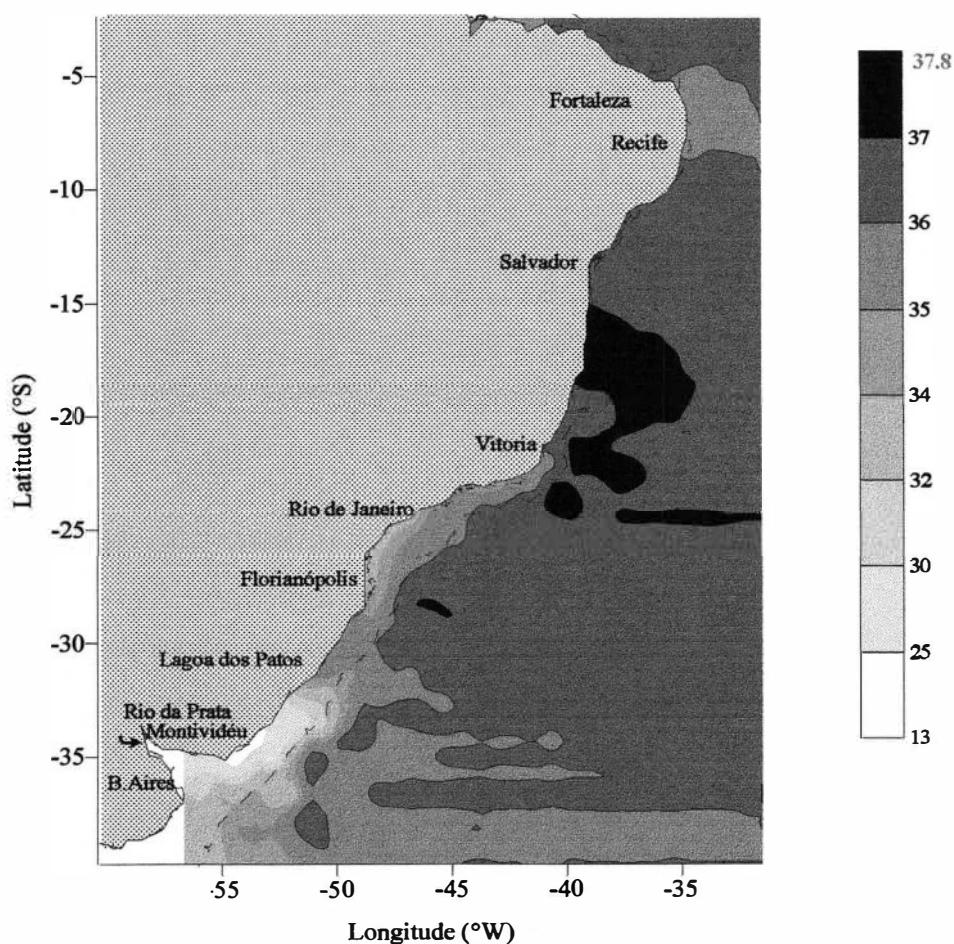 -5
-10
-15
-20
-25
-30
-35
Latitude (°S)
Fortaleza
Recife
Salvador
Vitoria
Rio de Janeiro
Florianópolis
Lagoa dos Patos
Rio da Prata
Montividéu
B.Aires
-55
-50
-45
-40
-35
Longitude (°W)
37.8
37
36
35
34
32
30
25
13